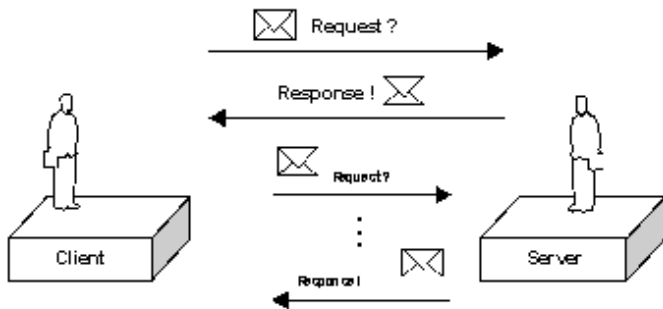 Request ?
Response !
Request?
Client
Server
Response!